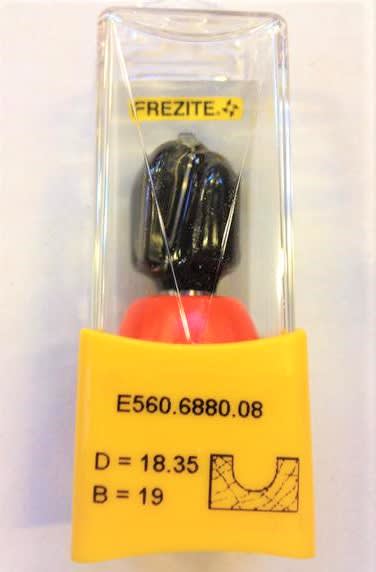 FREZITE
E560.6880.08
D = 18.35
B = 19